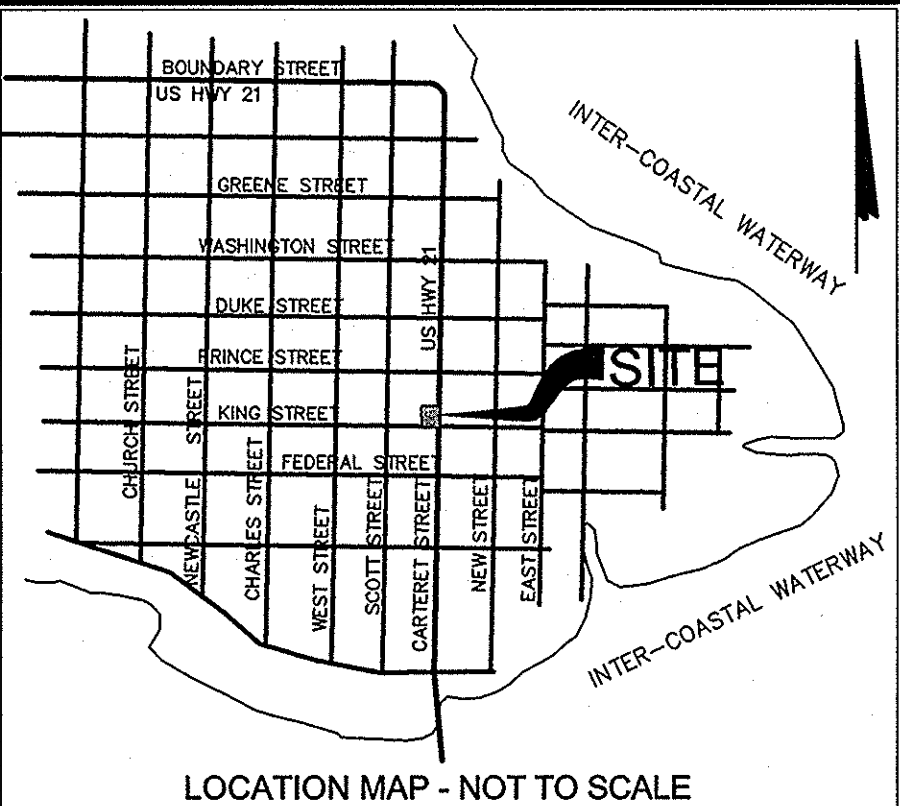 BOUNDARY STREET
US HWY 21
INTER-COASTAL WATERWAY
GREENE STREET
WASHINGTON STREET
US HWY 21
DUKE STREET
PRINCE STREET
SITE
CHURCH STREET
NEWCASTLE STREET
KING STREET
CHARLES STREET
FEDERAL STREET
WEST STREET
SCOTT STREET
CARTERET STREET
NEW STREET
EAST STREET
INTER-COASTAL WATERWAY
LOCATION MAP - NOT TO SCALE